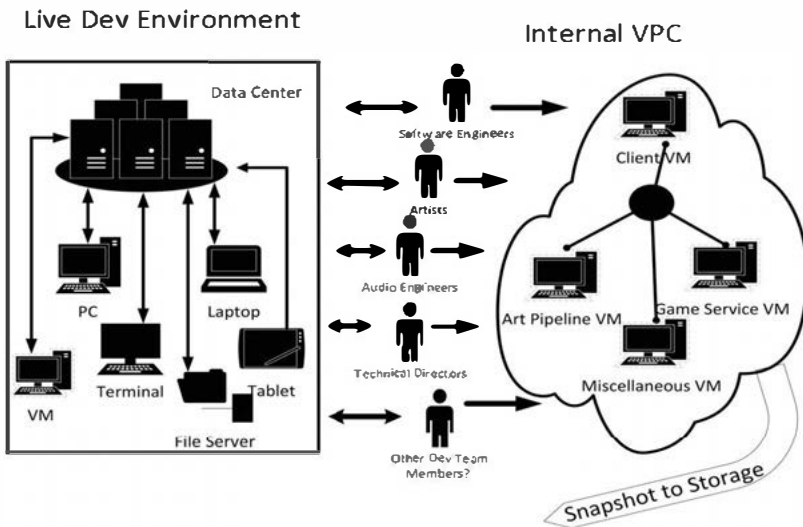 Live Dev Environment
Internal VPC
Data Center
Software Engineers
Client VM
Artists
PC
Laptop
Audio Engineers
Art Pipeline VM
Game Service VM
Terminal
Tablet
VM
Technical Directors
Miscellaneous VM
File Server
Other Dev Team
Members?
Snapshot to Storage